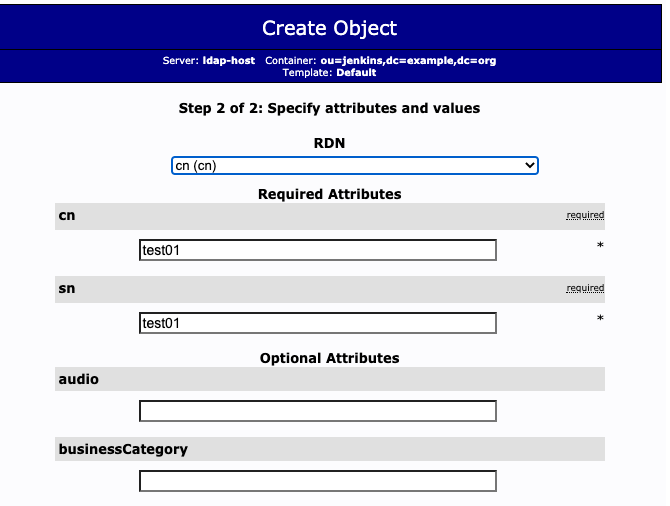 Create Object
Server: ldap-host Container: ou=jenkins,dc=example,dc=org
Template: Default
Step 2 of 2: Specify attributes and values
RDN
cn (cn)
Required Attributes
cn required
test01 *
sn required
test01 *
Optional Attributes
audio
businessCategory